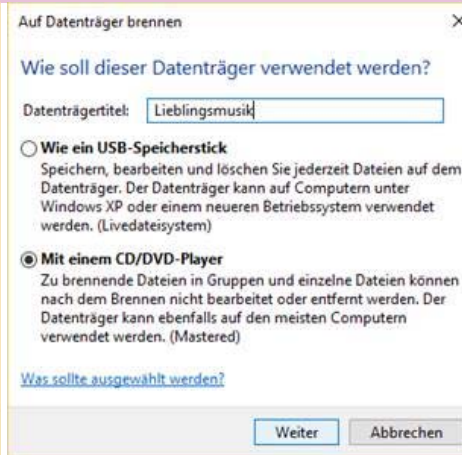 Auf Datenträger brennen
Wie soll dieser Datenträger verwendet werden?
Datenträgertitel: Lieblingsmusik
Wie ein USB-Speicherstick
Speichern, bearbeiten und löschen Sie jederzeit Dateien auf dem
Datenträger. Der Datenträger kann auf Computern unter
Windows XP oder einem neueren Betriebssystem verwendet
werden. (Livedateisystem)
Mit einem CD/DVD-Player
Zu brennende Dateien in Gruppen und einzelne Dateien können
nach dem Brennen nicht bearbeitet oder entfernt werden. Der
Datenträger kann ebenfalls auf den meisten Computern
verwendet werden. (Mastered)
Was sollte ausgewählt werden?
Weiter Abbrechen